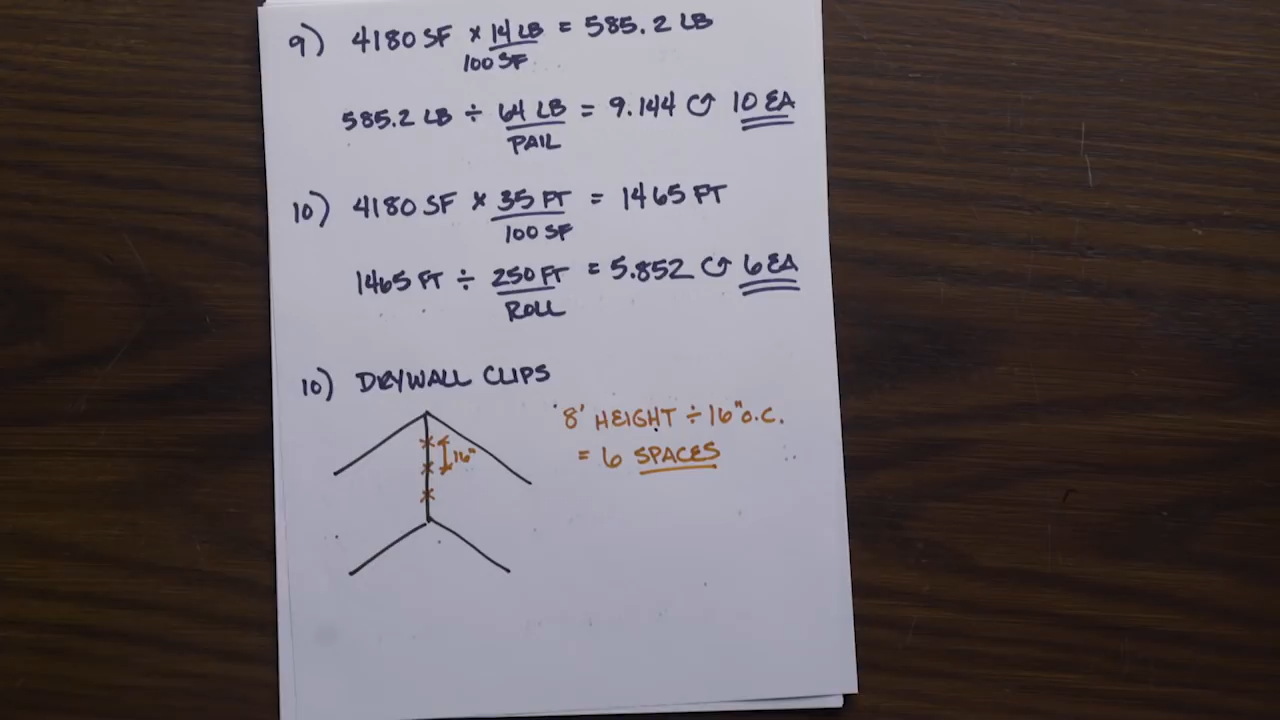 9) 4180 SF × 14 LB = 585.2 LB
100 SF
585.2 LB ÷ 64 LB = 9.144 ↺ 10 EA
PAIL
10) 4180 SF × 35 FT = 1465 FT
100 SF
1465 FT ÷ 250 FT = 5.852 ↺ 6 EA
ROLL
10) DRYWALL CLIPS
8' HEIGHT ÷ 16" O.C.
= 6 SPACES
16"